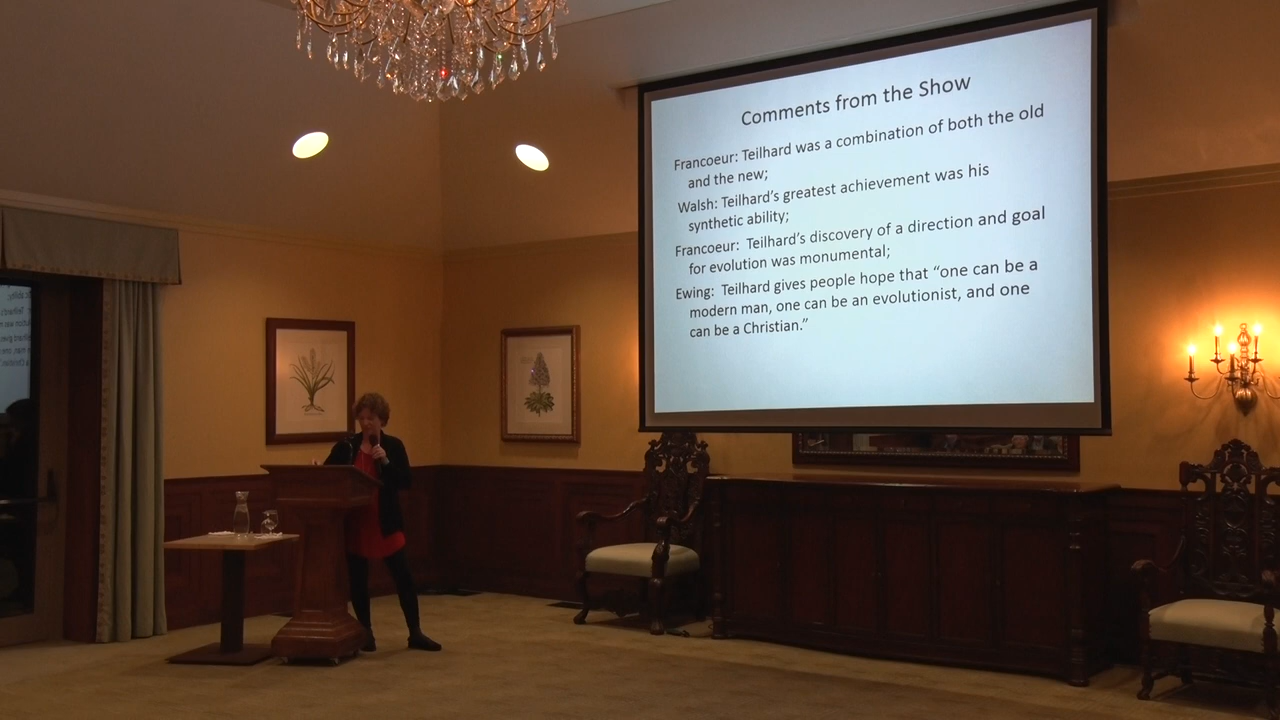 Comments from the Show
Francoeur: Teilhard was a combination of both the old
and the new;
Walsh: Teilhard's greatest achievement was his
synthetic ability;
Francoeur:  Teilhard's discovery of a direction and goal
for evolution was monumental;
Ewing:  Teilhard gives people hope that “one can be a
modern man, one can be an evolutionist, and one
can be a Christian.”